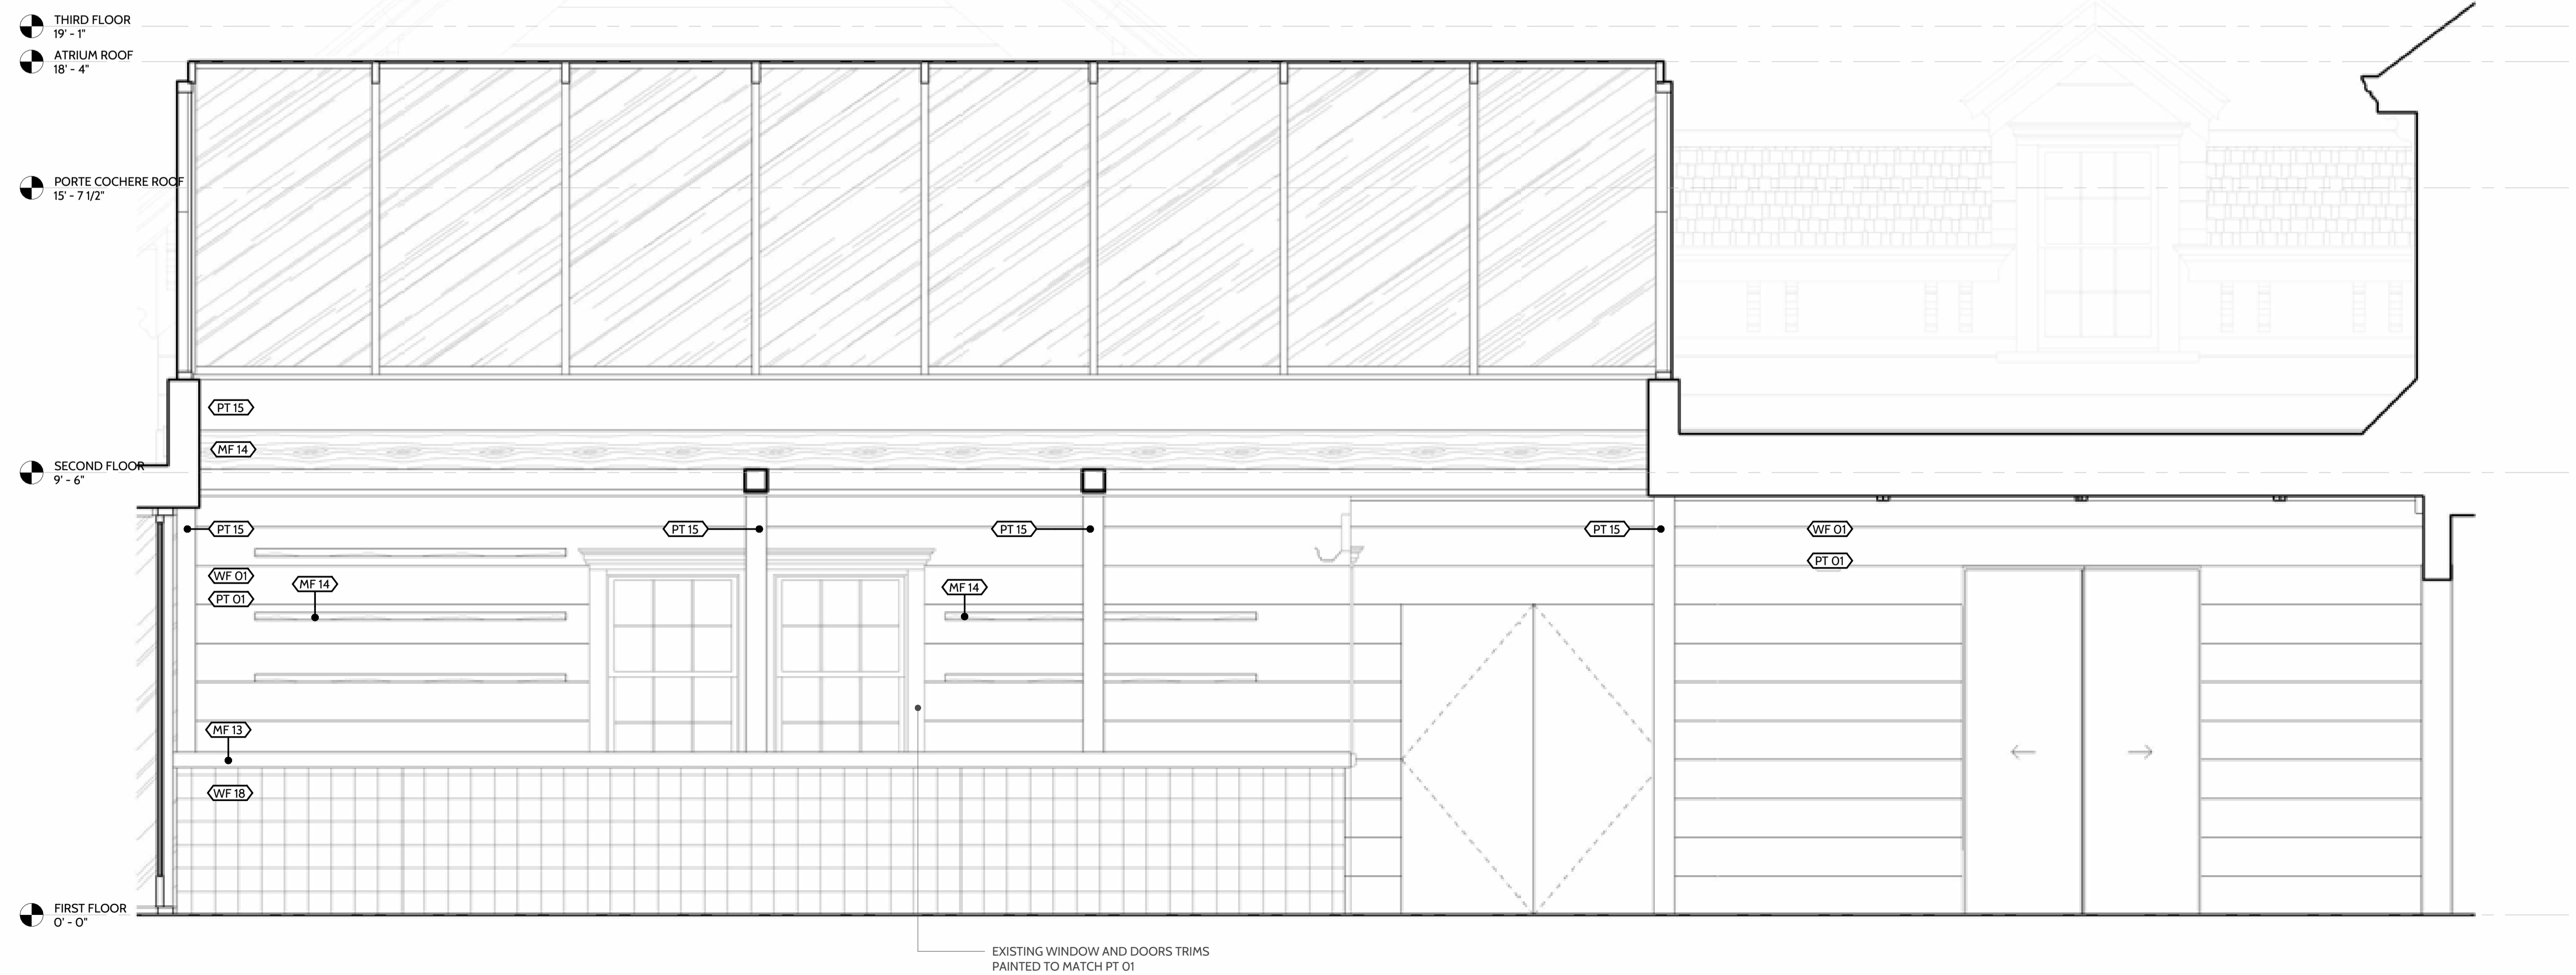 THIRD FLOOR
19' - 1"
ATRIUM ROOF
18' - 4"
PORTE COCHERE ROOF
15' - 7 1/2"
PT 15
MF 14
SECOND FLOOR
9' - 6"
PT 15
PT 15
PT 15
PT 15
WF 01
PT 01
WF 01
MF 14
MF 14
PT 01
MF 13
WF 18
FIRST FLOOR
0' - 0"
EXISTING WINDOW AND DOORS TRIMS
PAINTED TO MATCH PT 01